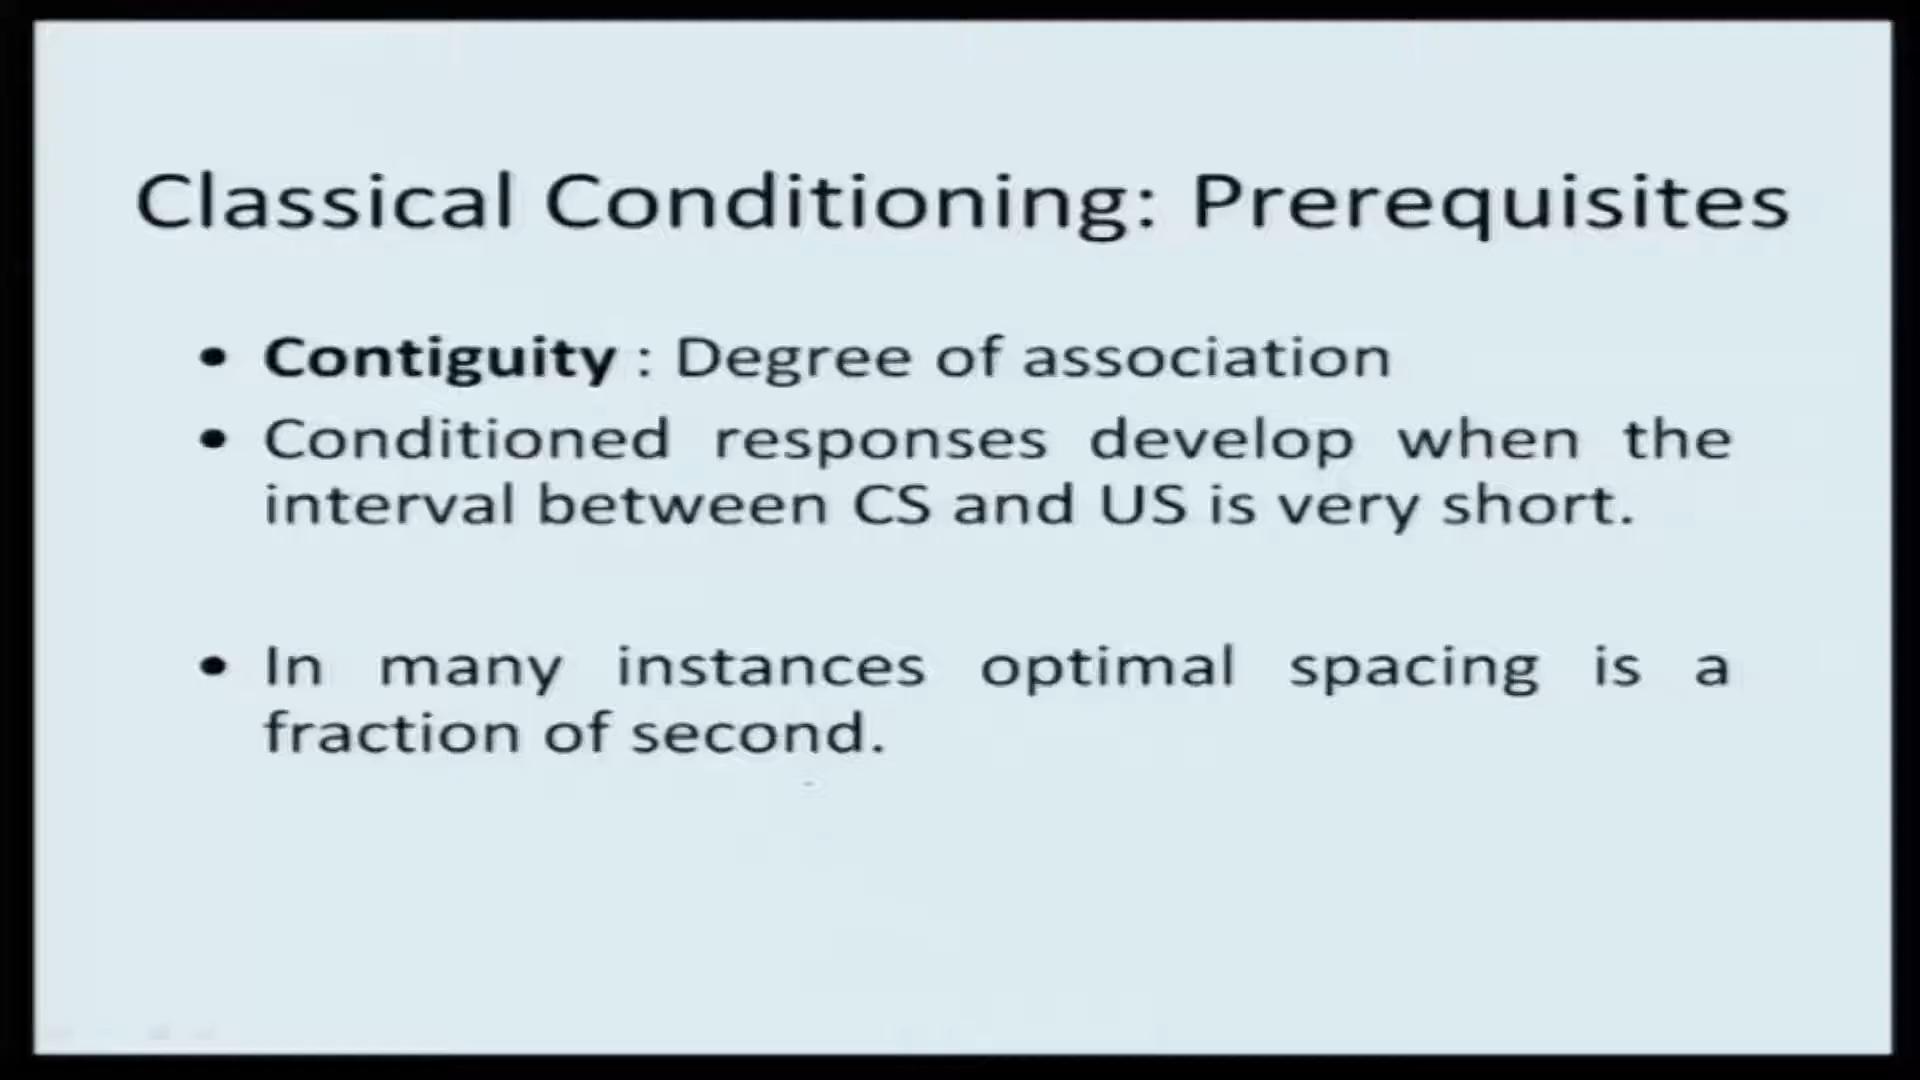 Classical Conditioning: Prerequisites
• Contiguity : Degree of association
• Conditioned responses develop when the
interval between CS and US is very short.
• In many instances optimal spacing is a
fraction of second.